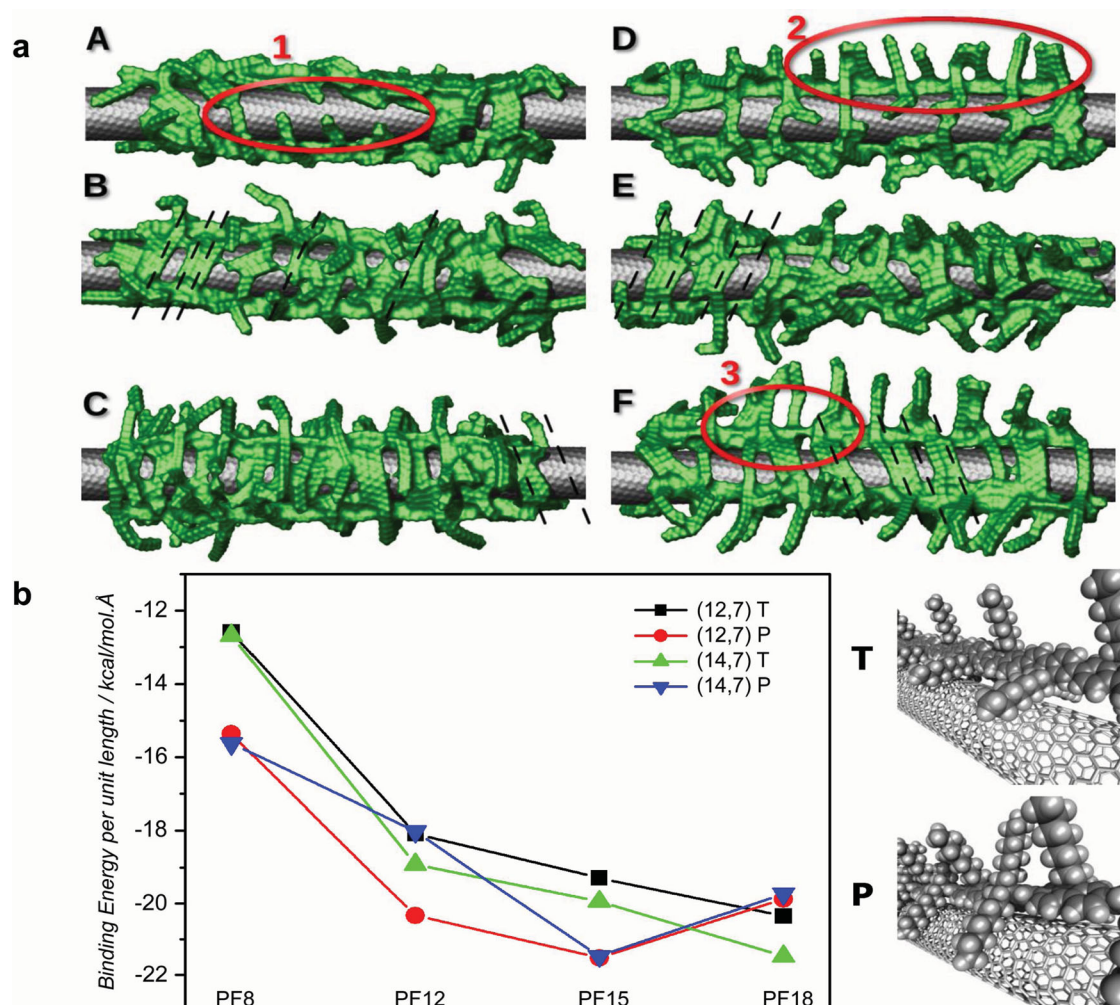 a
A
1
D
2
B
E
C
3
F
b
Binding Energy per unit length / kcal/mol.Å
-12
-14
-16
-18
-20
-22
(12,7) T
(12,7) P
(14,7) T
(14,7) P
PF8 PF12 PF15 PF18
T
P